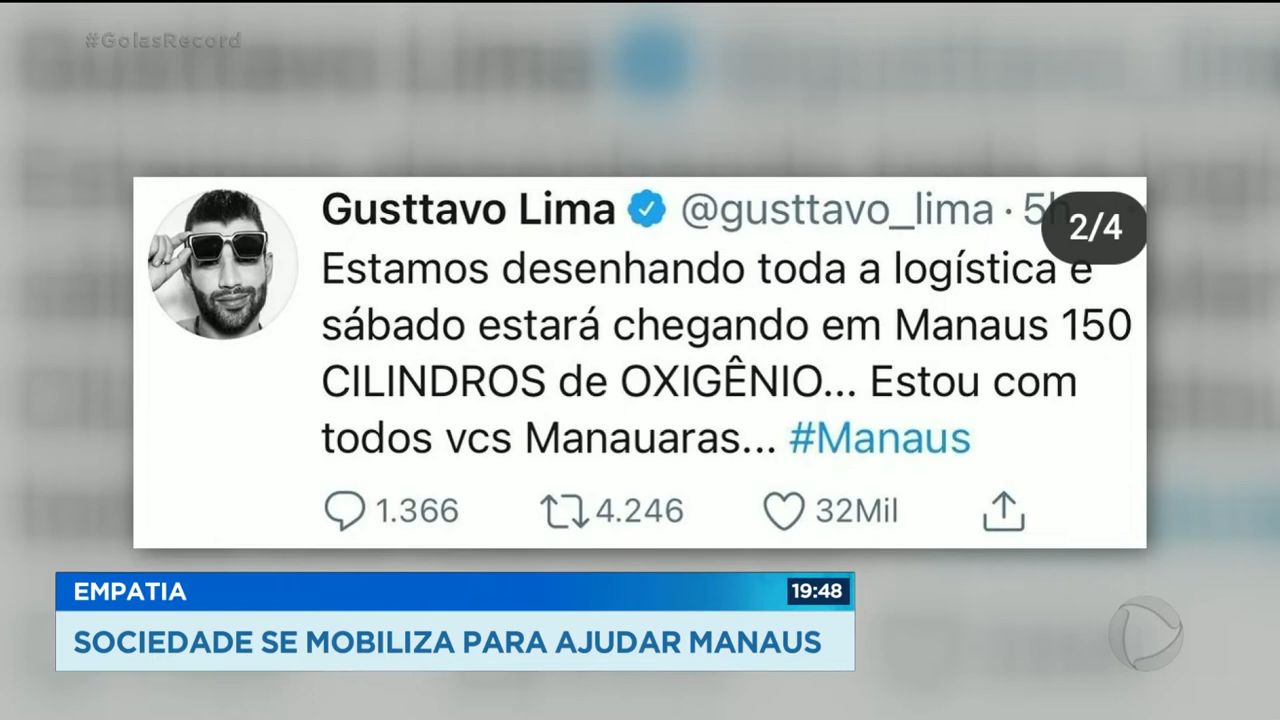 #GoiasRecord
Gusttavo Lima @gusttavo_lima · 5h
2/4
Estamos desenhando toda a logística e
sábado estará chegando em Manaus 150
CILINDROS de OXIGÊNIO... Estou com
todos vcs Manauaras... #Manaus
1.366 4.246 32Mil
EMPATIA 19:48
SOCIEDADE SE MOBILIZA PARA AJUDAR MANAUS